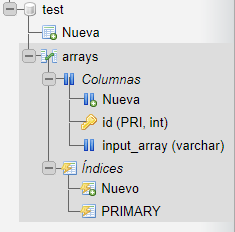 test
Nueva
arrays
Columnas
Nueva
id (PRI, int)
input_array (varchar)
Índices
Nuevo
PRIMARY